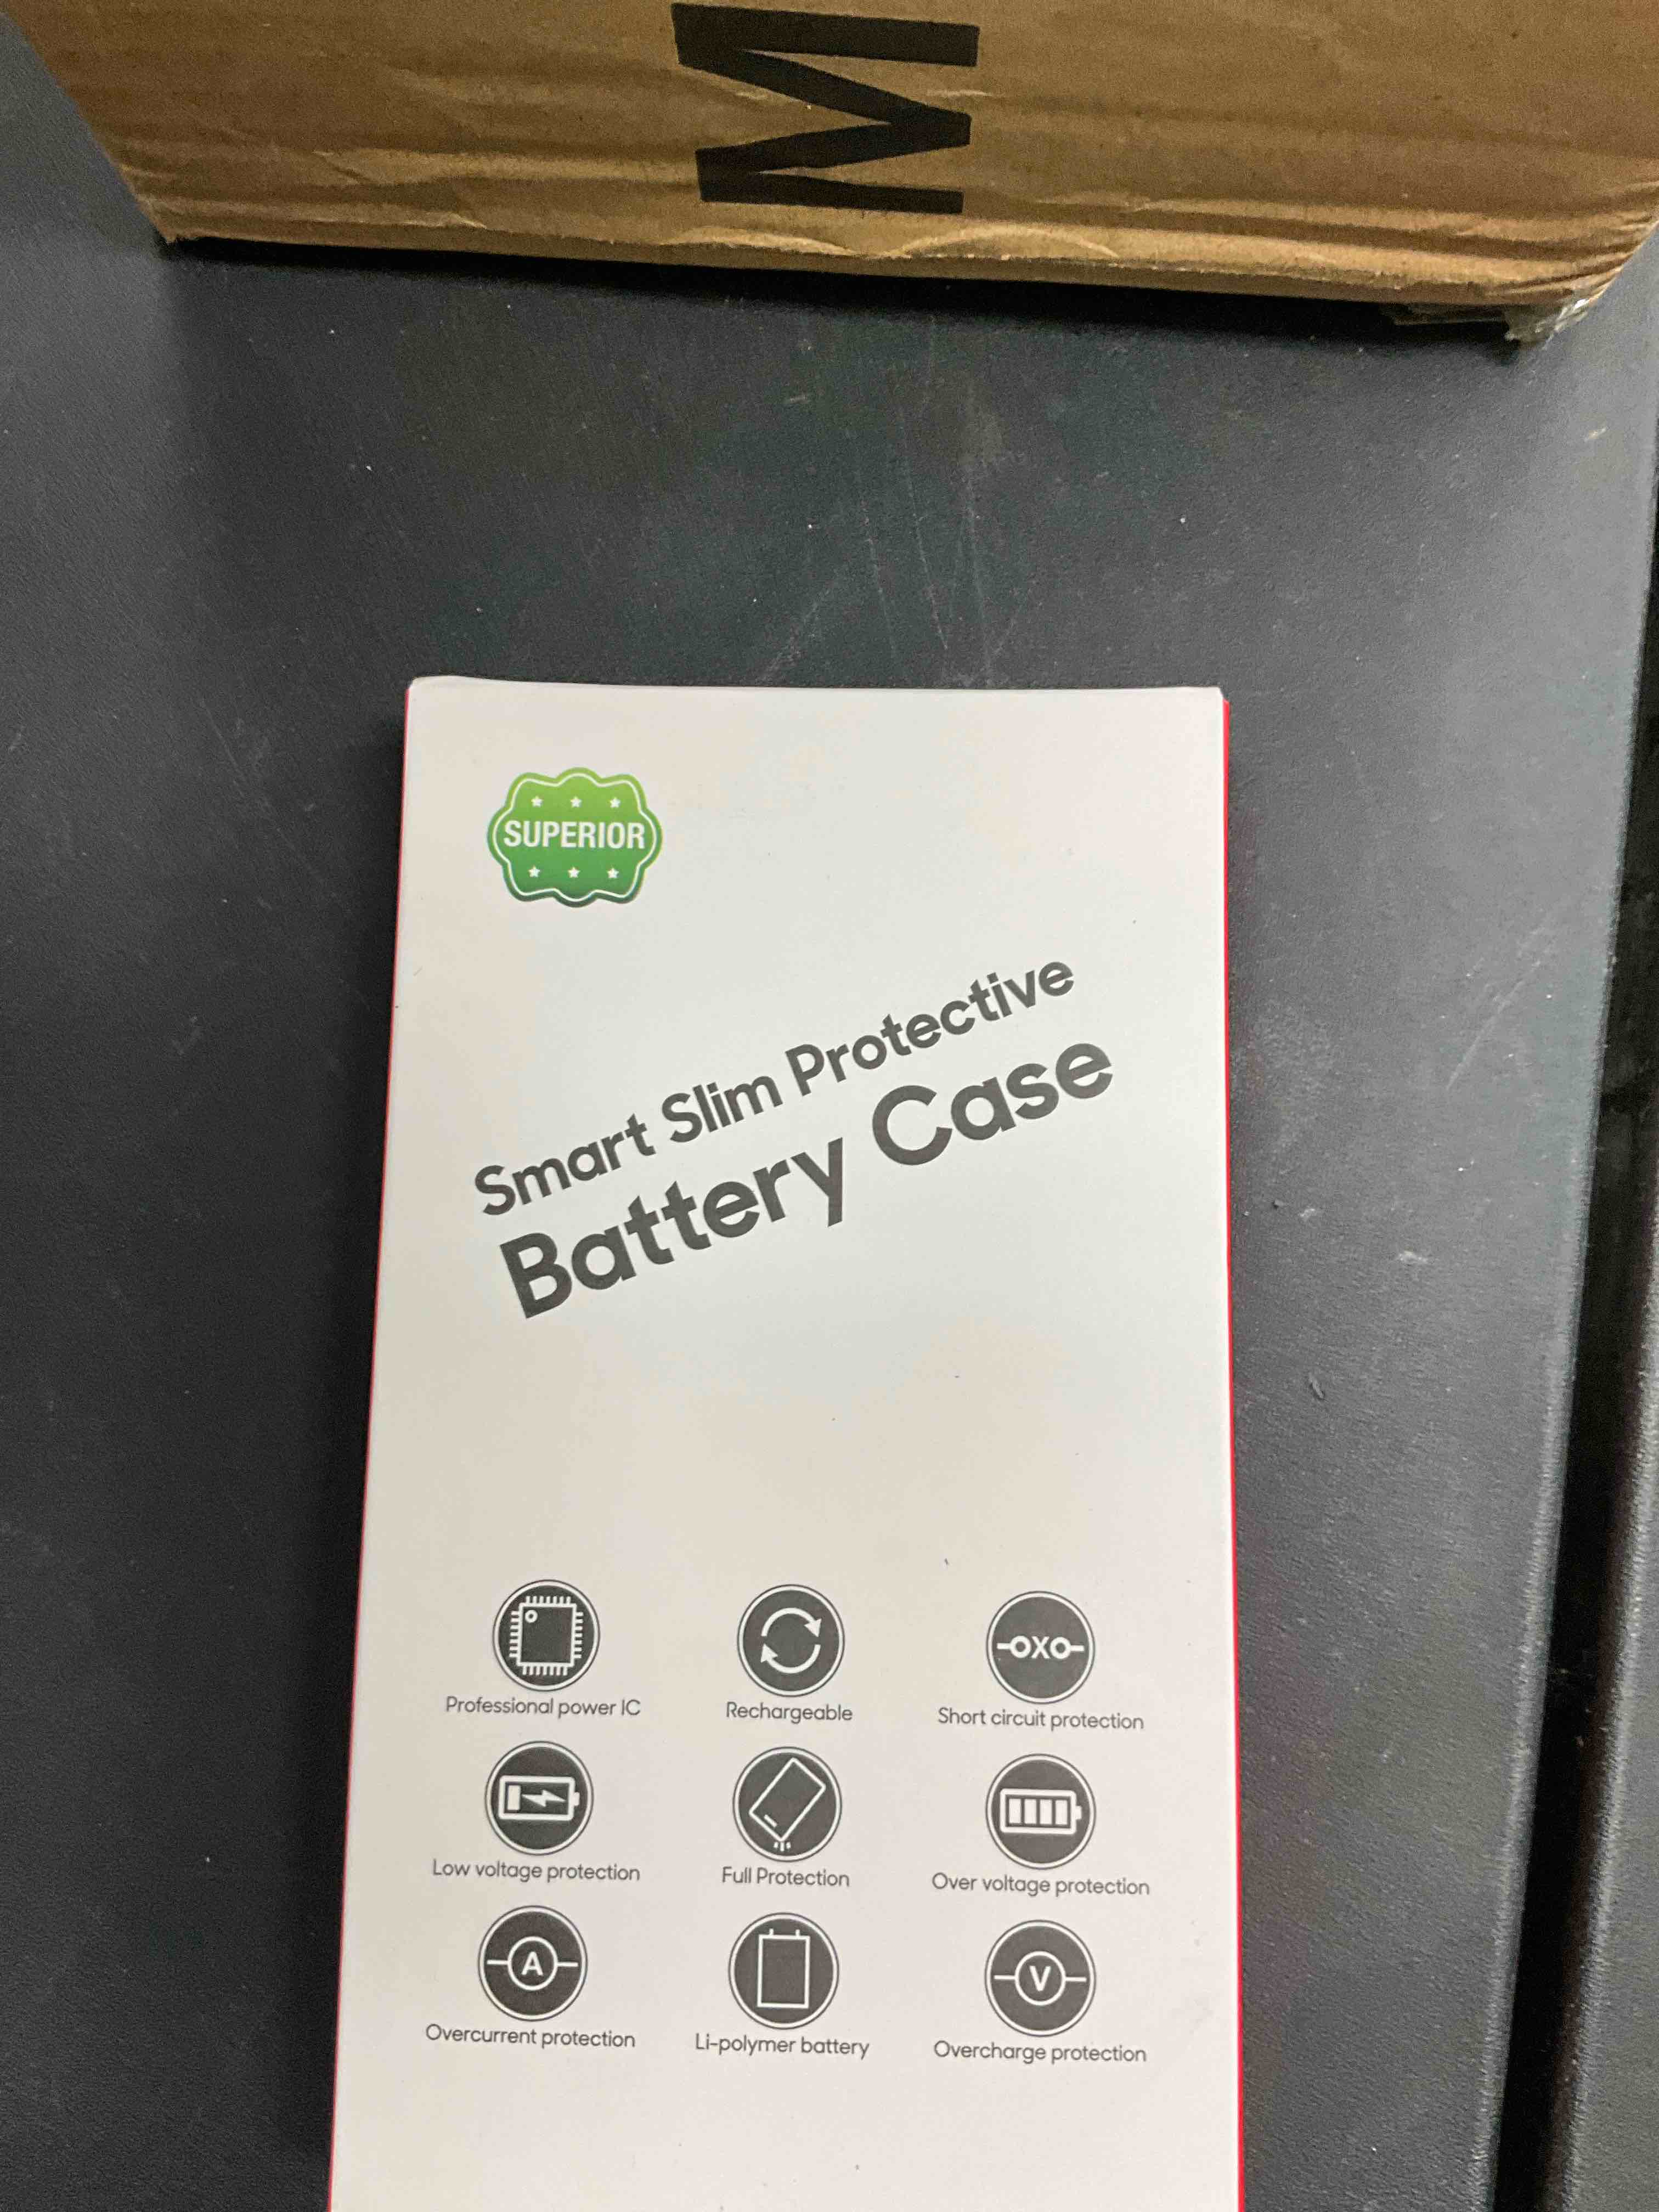 M
SUPERIOR
Smart Slim Protective
Battery Case
-OXO-
Professional power IC
Rechargeable
Short circuit protection
Low voltage protection
Full Protection
Over voltage protection
A
V
Overcurrent protection
Li-polymer battery
Overcharge protection